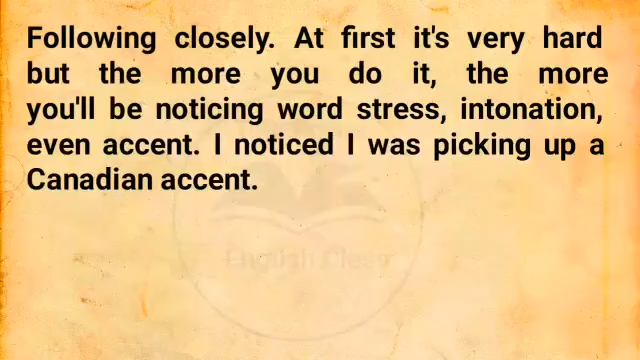 Following closely. At first it's very hard
but the more you do it, the more
you'll be noticing word stress, intonation,
even accent. I noticed I was picking up a
Canadian accent.